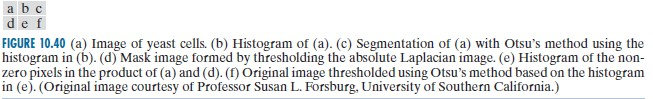 a b c
d e f
FIGURE 10.40 (a) Image of yeast cells. (b) Histogram of (a). (c) Segmentation of (a) with Otsu's method using the
histogram in (b). (d) Mask image formed by thresholding the absolute Laplacian image. (e) Histogram of the non-
zero pixels in the product of (a) and (d). (f) Original image thresholded using Otsu's method based on the histogram
in (e). (Original image courtesy of Professor Susan L. Forsburg, University of Southern California.)